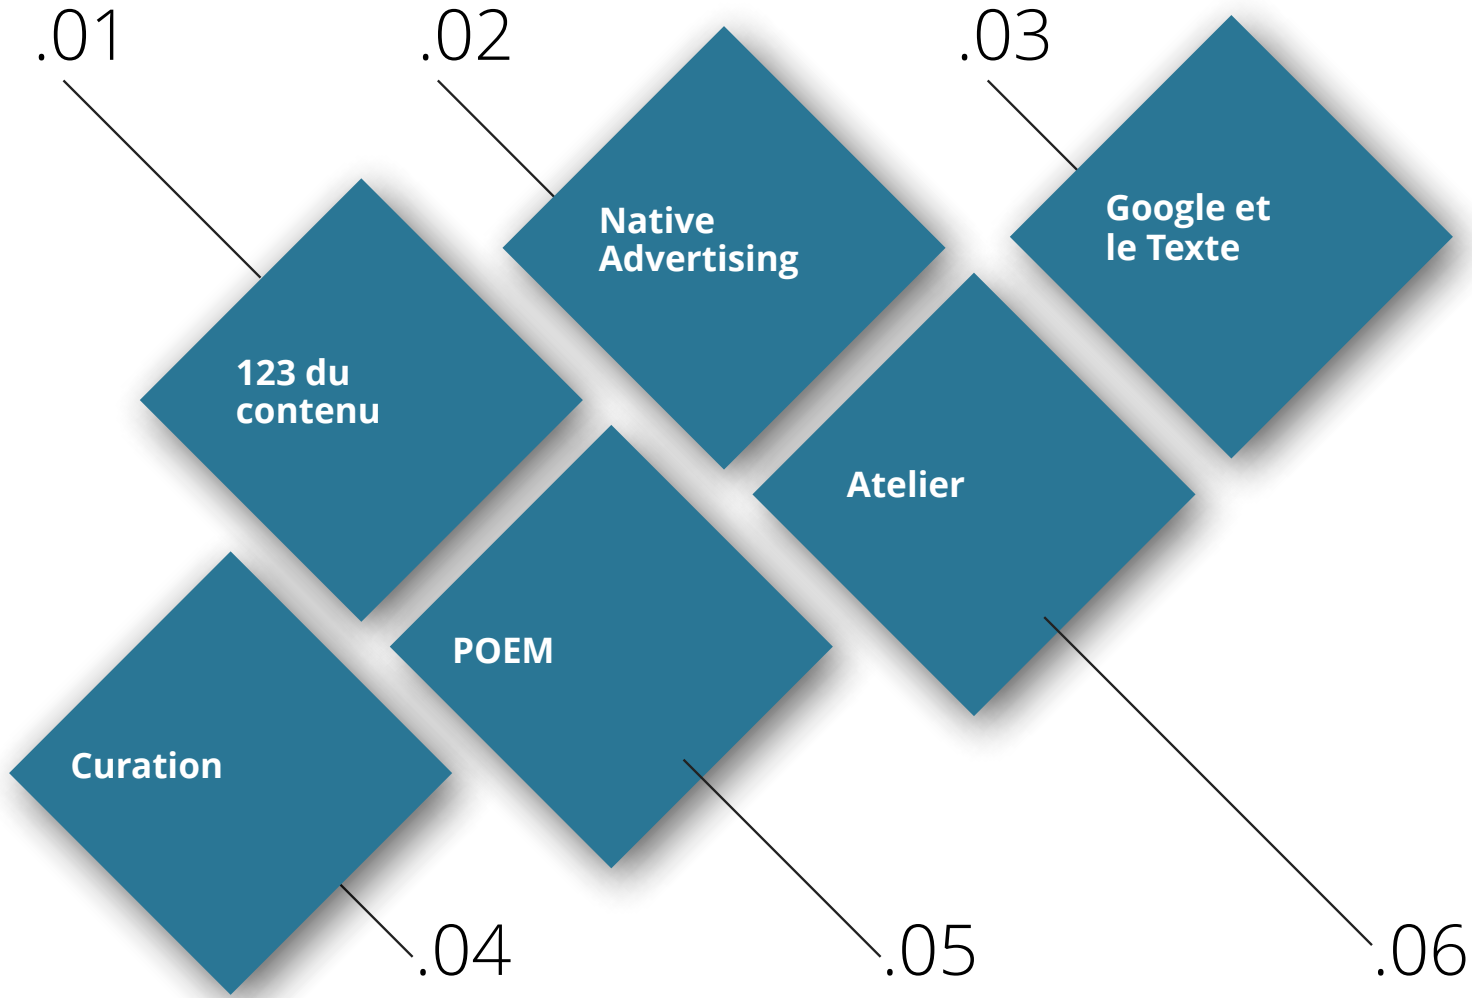 .01
.02
.03
123 du
contenu
Native
Advertising
Google et
le Texte
Curation
POEM
Atelier
.04
.05
.06